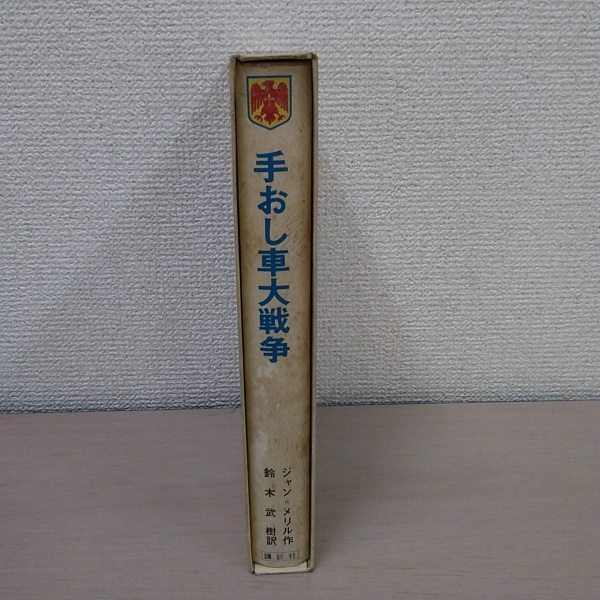 手おし車大戦争
ジャン＝メリル作
鈴木武樹訳
講談社